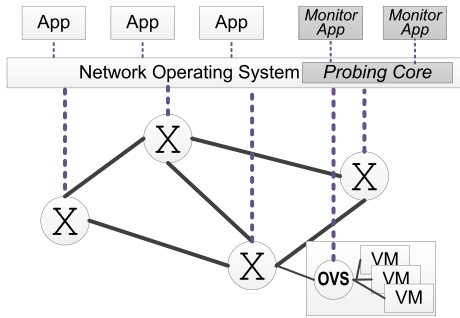 App
App
App
Monitor
App
Monitor
App
Network Operating System
Probing Core
X
X
X
X
OVS
VM
VM
VM